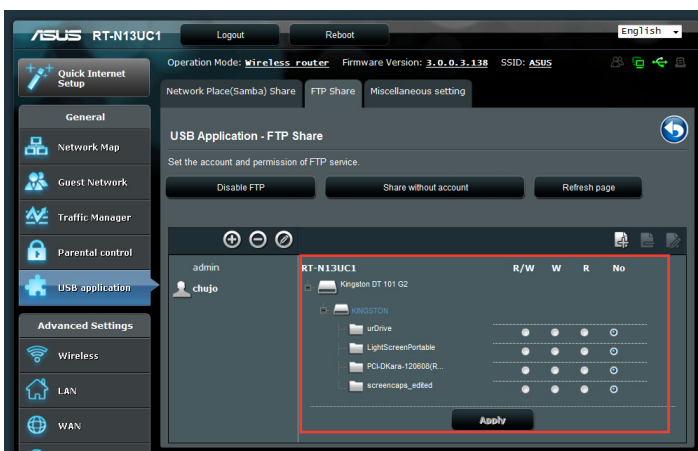 ASUS RT-N13UC1 Logout Reboot English
Quick Internet Setup
Operation Mode: Wireless router Firmware Version: 3.0.0.3.138 SSID: ASUS
Network Place(Samba) Share FTP Share Miscellaneous setting
General
Network Map
Guest Network
Traffic Manager
Parental control
USB application
Advanced Settings
Wireless
LAN
WAN
USB Application - FTP Share
Set the account and permission of FTP service.
Disable FTP Share without account Refresh page
admin
chujo
RT-N13UC1 R/W W R No
Kingston DT 101 G2
KINGSTON
urDrive
LightScreenPortable
PCI-DKara-120608(R...
screencaps_edited
Apply